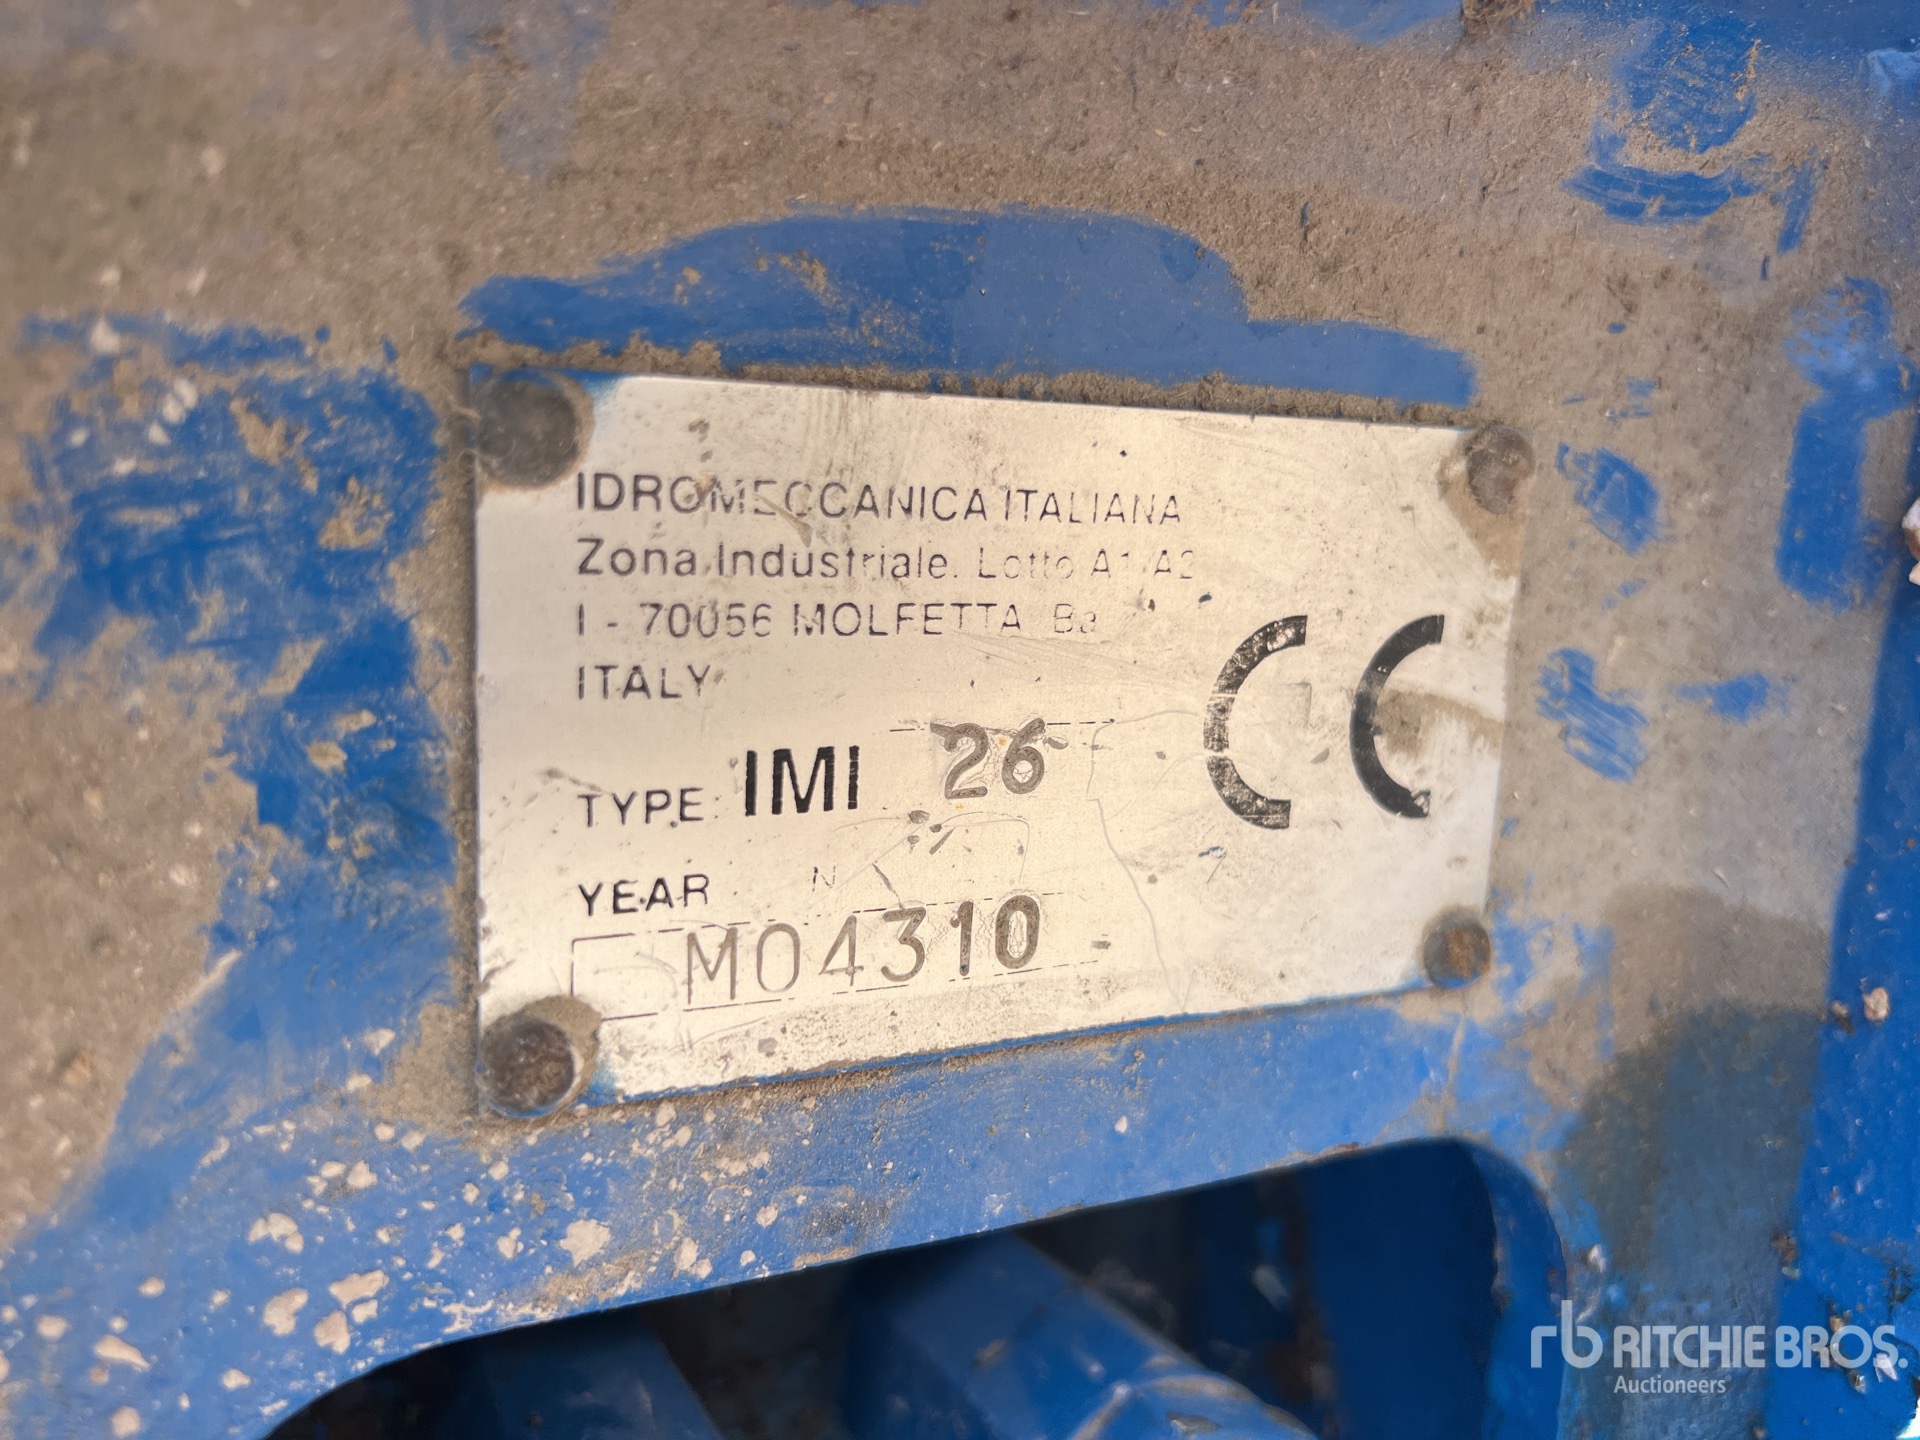 IDROMECCANICA ITALIANA
Zona Industriale. Lotto A1/A2
I - 70056 MOLFETTA Ba
ITALY
CE
TYPE IMI 26
YEAR N
M04310
rb RITCHIE BROS.
Auctioneers